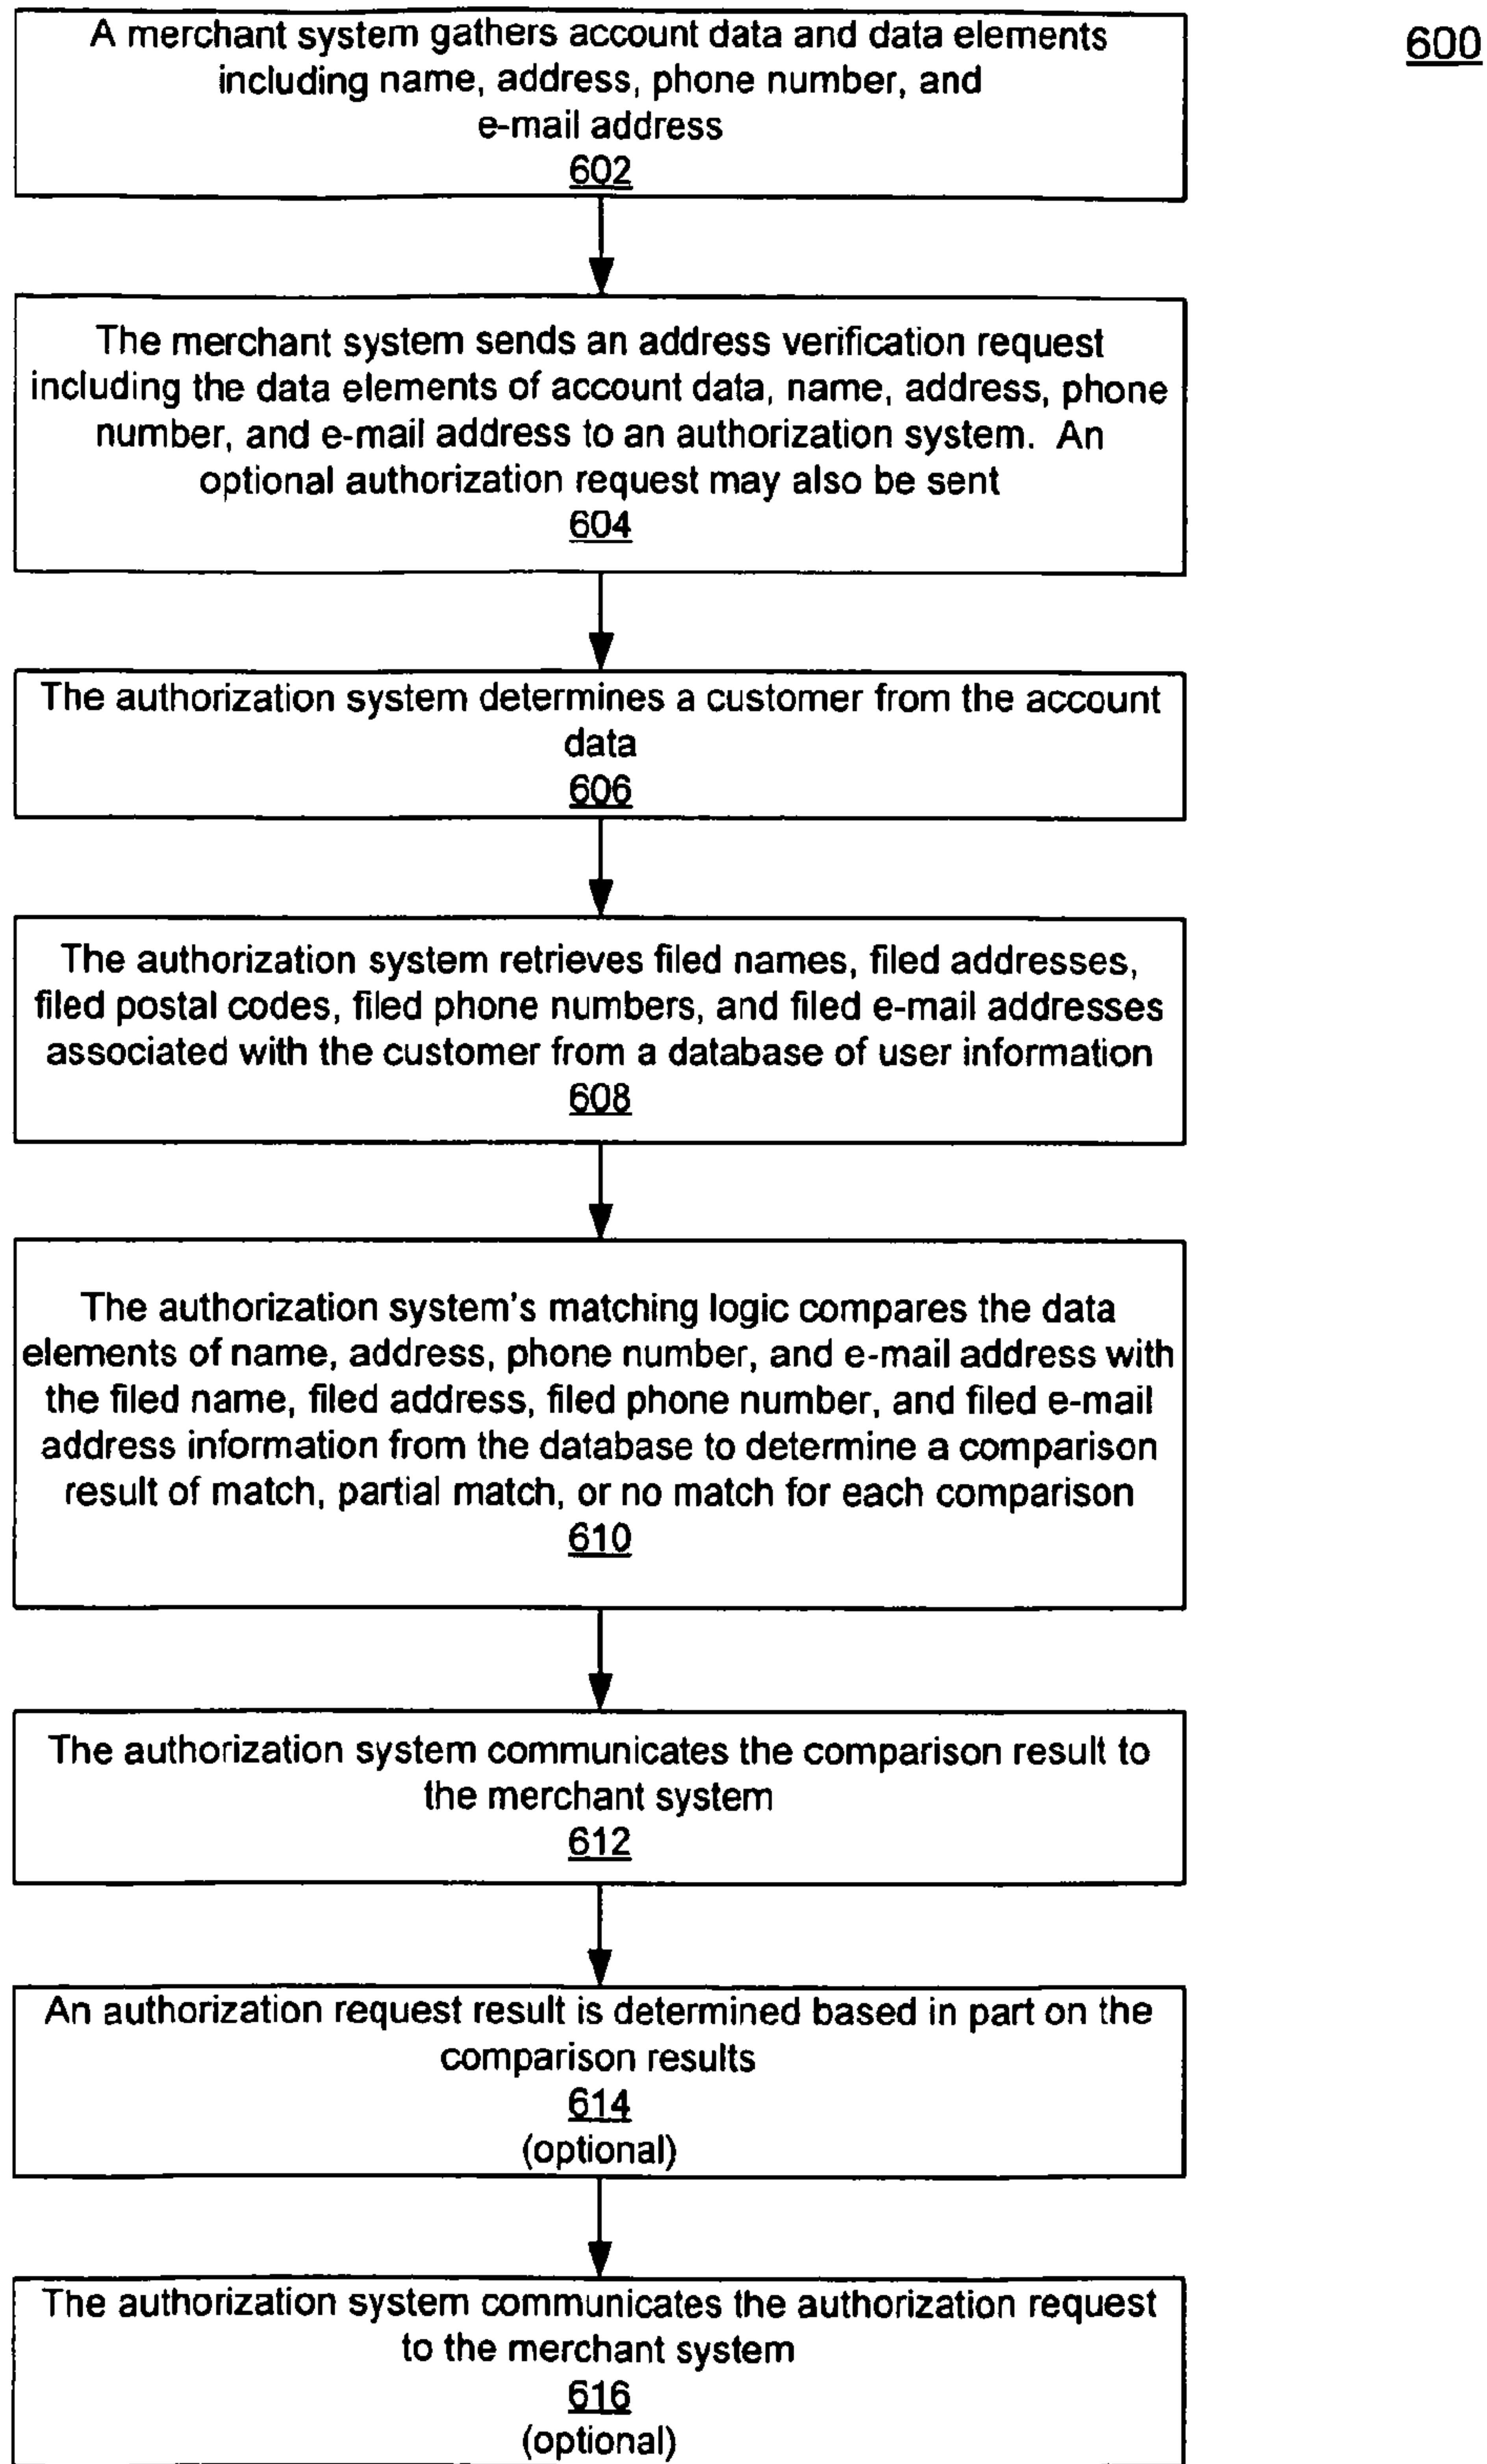 A merchant system gathers account data and data elements
including name, address, phone number, and
e-mail address
602
600
The merchant system sends an address verification request
including the data elements of account data, name, address, phone
number, and e-mail address to an authorization system.  An
optional authorization request may also be sent
604
The authorization system determines a customer from the account
data
606
The authorization system retrieves filed names, filed addresses,
filed postal codes, filed phone numbers, and filed e-mail addresses
associated with the customer from a database of user information
608
The authorization system's matching logic compares the data
elements of name, address, phone number, and e-mail address with
the filed name, filed address, filed phone number, and filed e-mail
address information from the database to determine a comparison
result of match, partial match, or no match for each comparison
610
The authorization system communicates the comparison result to
the merchant system
612
An authorization request result is determined based in part on the
comparison results
614
(optional)
The authorization system communicates the authorization request
to the merchant system
616
(optional)